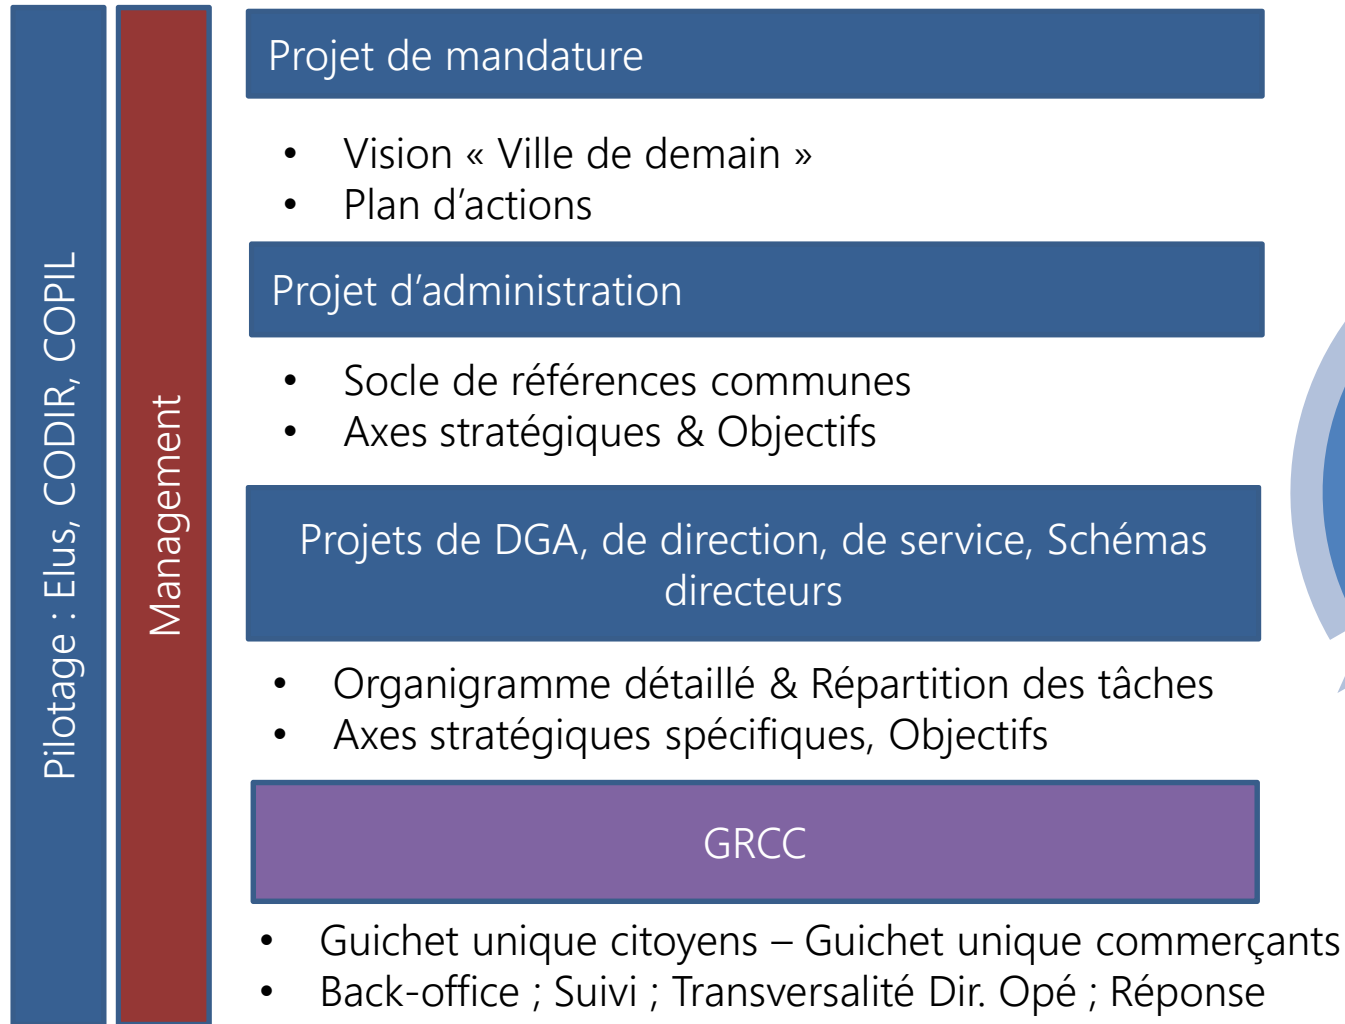 Pilotage : Elus, CODIR, COPIL
Management
Projet de mandature
• Vision « Ville de demain »
• Plan d’actions
Projet d’administration
• Socle de références communes
• Axes stratégiques & Objectifs
Projets de DGA, de direction, de service, Schémas
directeurs
• Organigramme détaillé & Répartition des tâches
• Axes stratégiques spécifiques, Objectifs
GRCC
• Guichet unique citoyens – Guichet unique commerçants
• Back-office ; Suivi ; Transversalité Dir. Opé ; Réponse